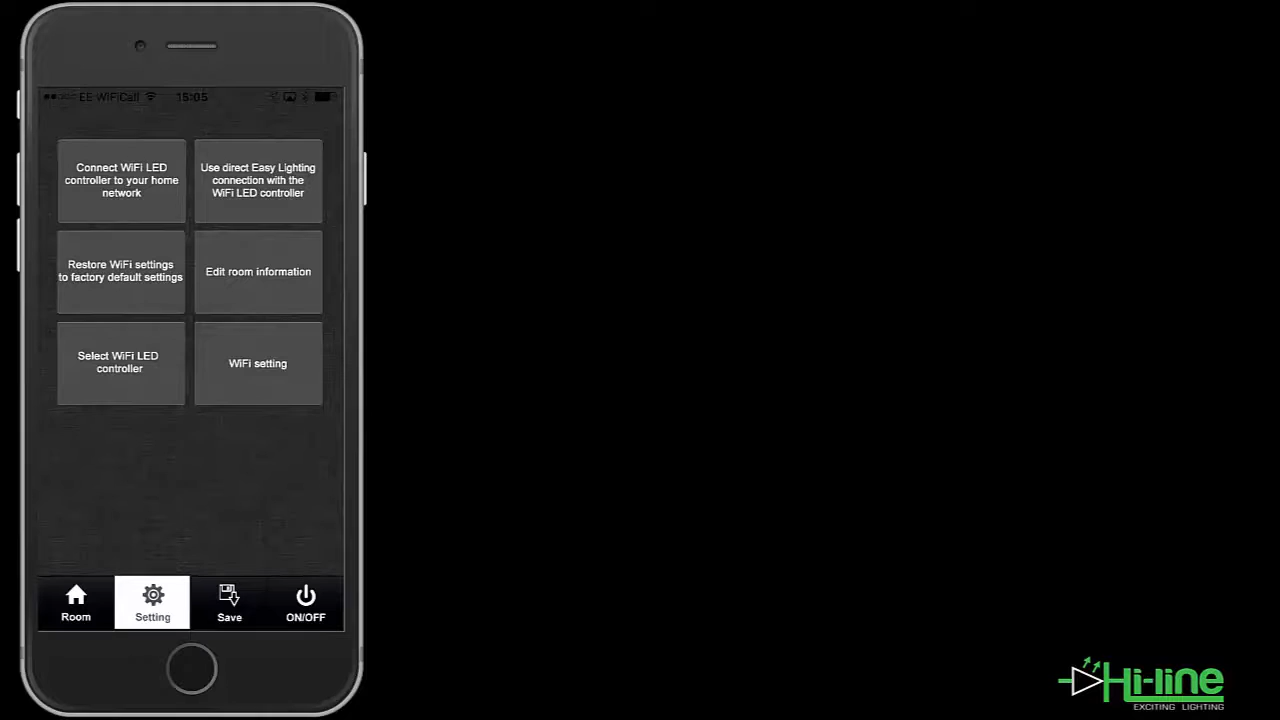 EE WiFiCall 15:05
Connect WiFi LED
controller to your home
network
Use direct Easy Lighting
connection with the
WiFi LED controller
Restore WiFi settings
to factory default settings
Edit room information
Select WiFi LED
controller
WiFi setting
Room
Setting
Save
ON/OFF
Hi-line
EXCITING LIGHTING